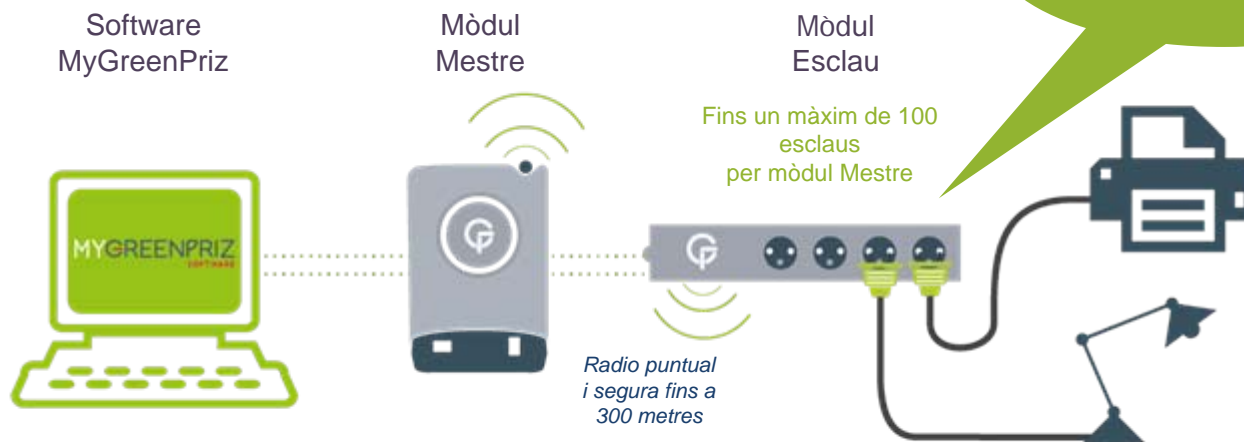 Software
MyGreenPriz
Mòdul
Mestre
Mòdul
Esclau
Fins un màxim de 100
esclaus
per mòdul Mestre
MYGREENPRIZ
SOFTWARE
Radio puntual
i segura fins a
300 metres